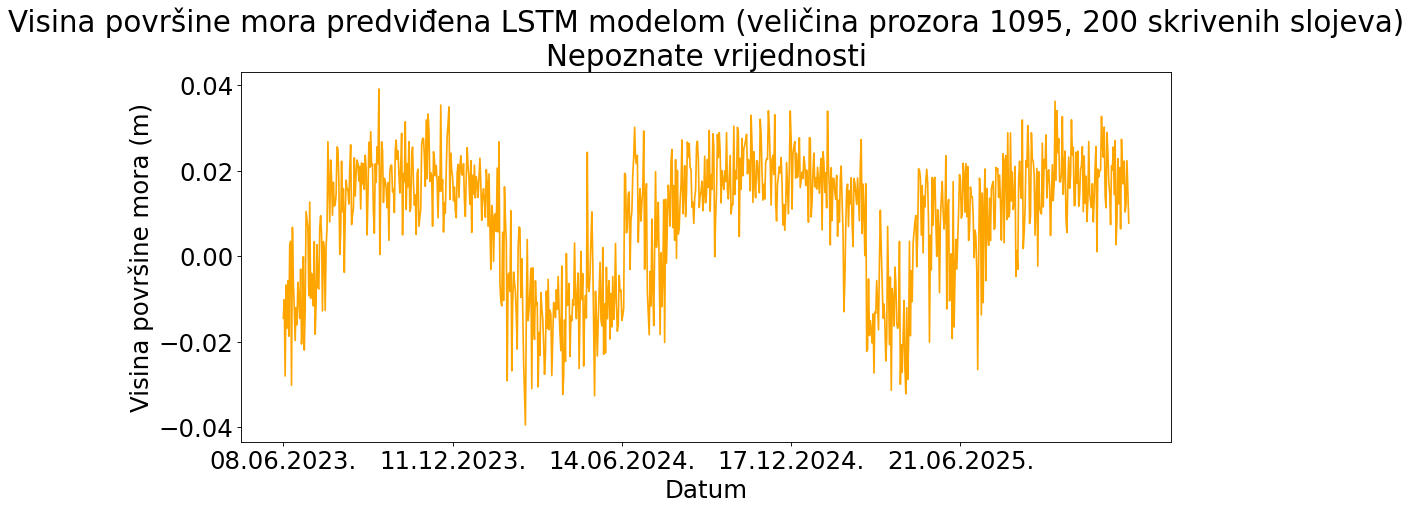 Visina površine mora predviđena LSTM modelom (veličina prozora 1095, 200 skrivenih slojeva)
Nepoznate vrijednosti
Visina površine mora (m)
0.04
0.02
0.00
−0.02
−0.04
08.06.2023. 11.12.2023. 14.06.2024. 17.12.2024. 21.06.2025.
Datum